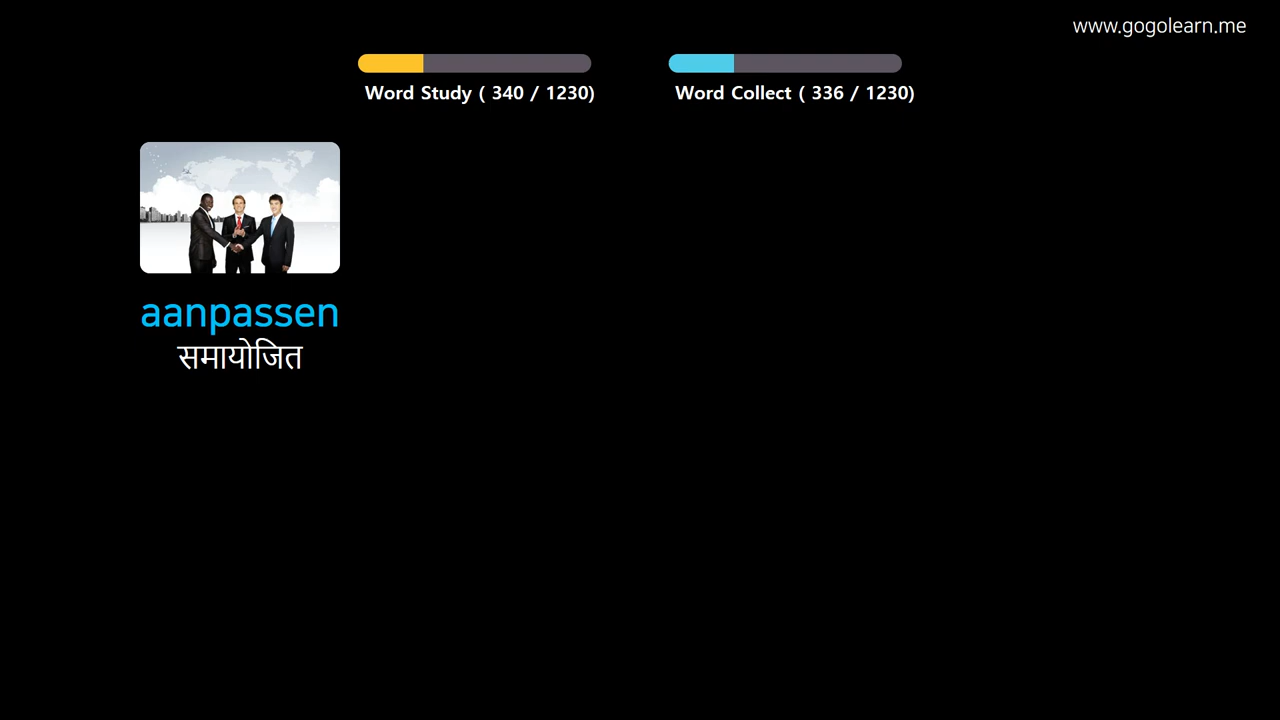 www.gogolearn.me
Word Study ( 340 / 1230)
Word Collect ( 336 / 1230)
aanpassen
समायोजित